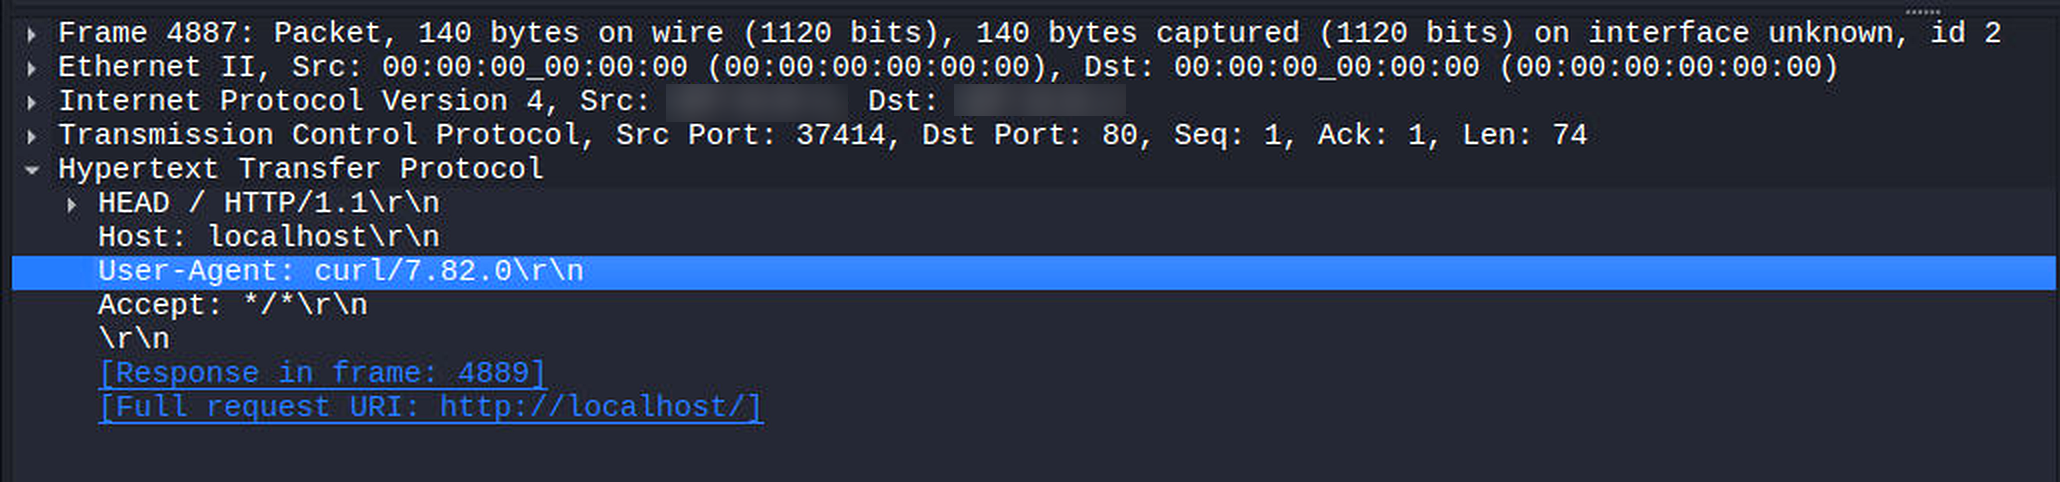 Frame 4887: Packet, 140 bytes on wire (1120 bits), 140 bytes captured (1120 bits) on interface unknown, id 2
Ethernet II, Src: 00:00:00_00:00:00 (00:00:00:00:00:00), Dst: 00:00:00_00:00:00 (00:00:00:00:00:00)
Internet Protocol Version 4, Src: Dst:
Transmission Control Protocol, Src Port: 37414, Dst Port: 80, Seq: 1, Ack: 1, Len: 74
Hypertext Transfer Protocol
HEAD / HTTP/1.1\r\n
Host: localhost\r\n
User-Agent: curl/7.82.0\r\n
Accept: */*\r\n
\r\n
[Response in frame: 4889]
[Full request URI: http://localhost/]